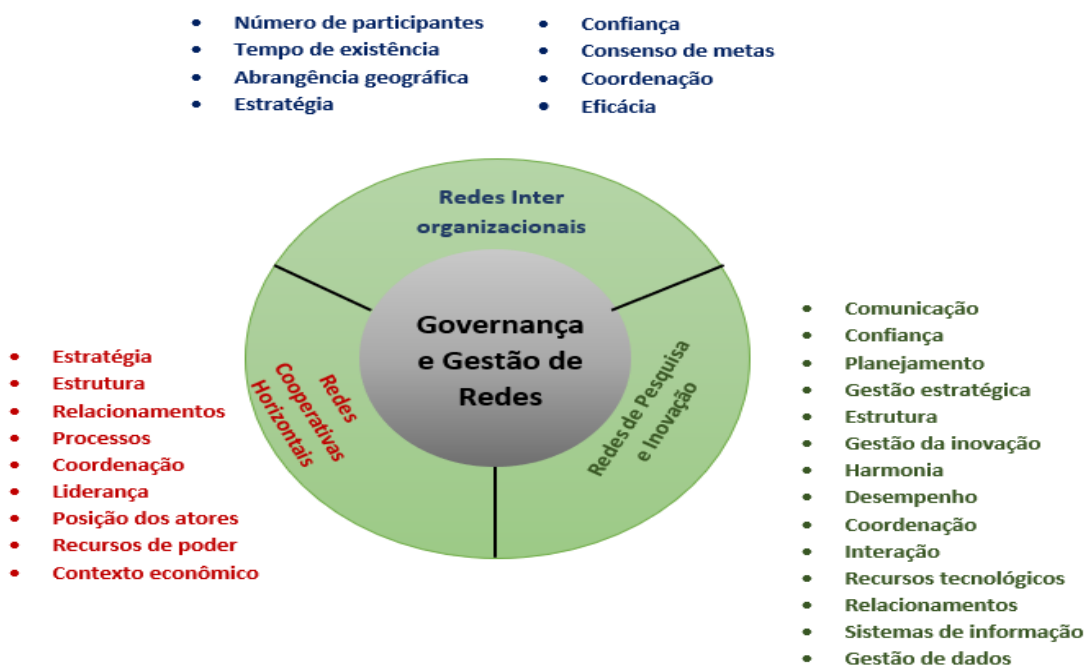 • Número de participantes
• Tempo de existência
• Abrangência geográfica
• Estratégia
• Confiança
• Consenso de metas
• Coordenação
• Eficácia
Redes Inter
organizacionais
Governança
e Gestão de
Redes
Redes
Cooperativas
Horizontais
Redes de Pesquisa
e Inovação
• Estratégia
• Estrutura
• Relacionamentos
• Processos
• Coordenação
• Liderança
• Posição dos atores
• Recursos de poder
• Contexto econômico
• Comunicação
• Confiança
• Planejamento
• Gestão estratégica
• Estrutura
• Gestão da inovação
• Harmonia
• Desempenho
• Coordenação
• Interação
• Recursos tecnológicos
• Relacionamentos
• Sistemas de informação
• Gestão de dados